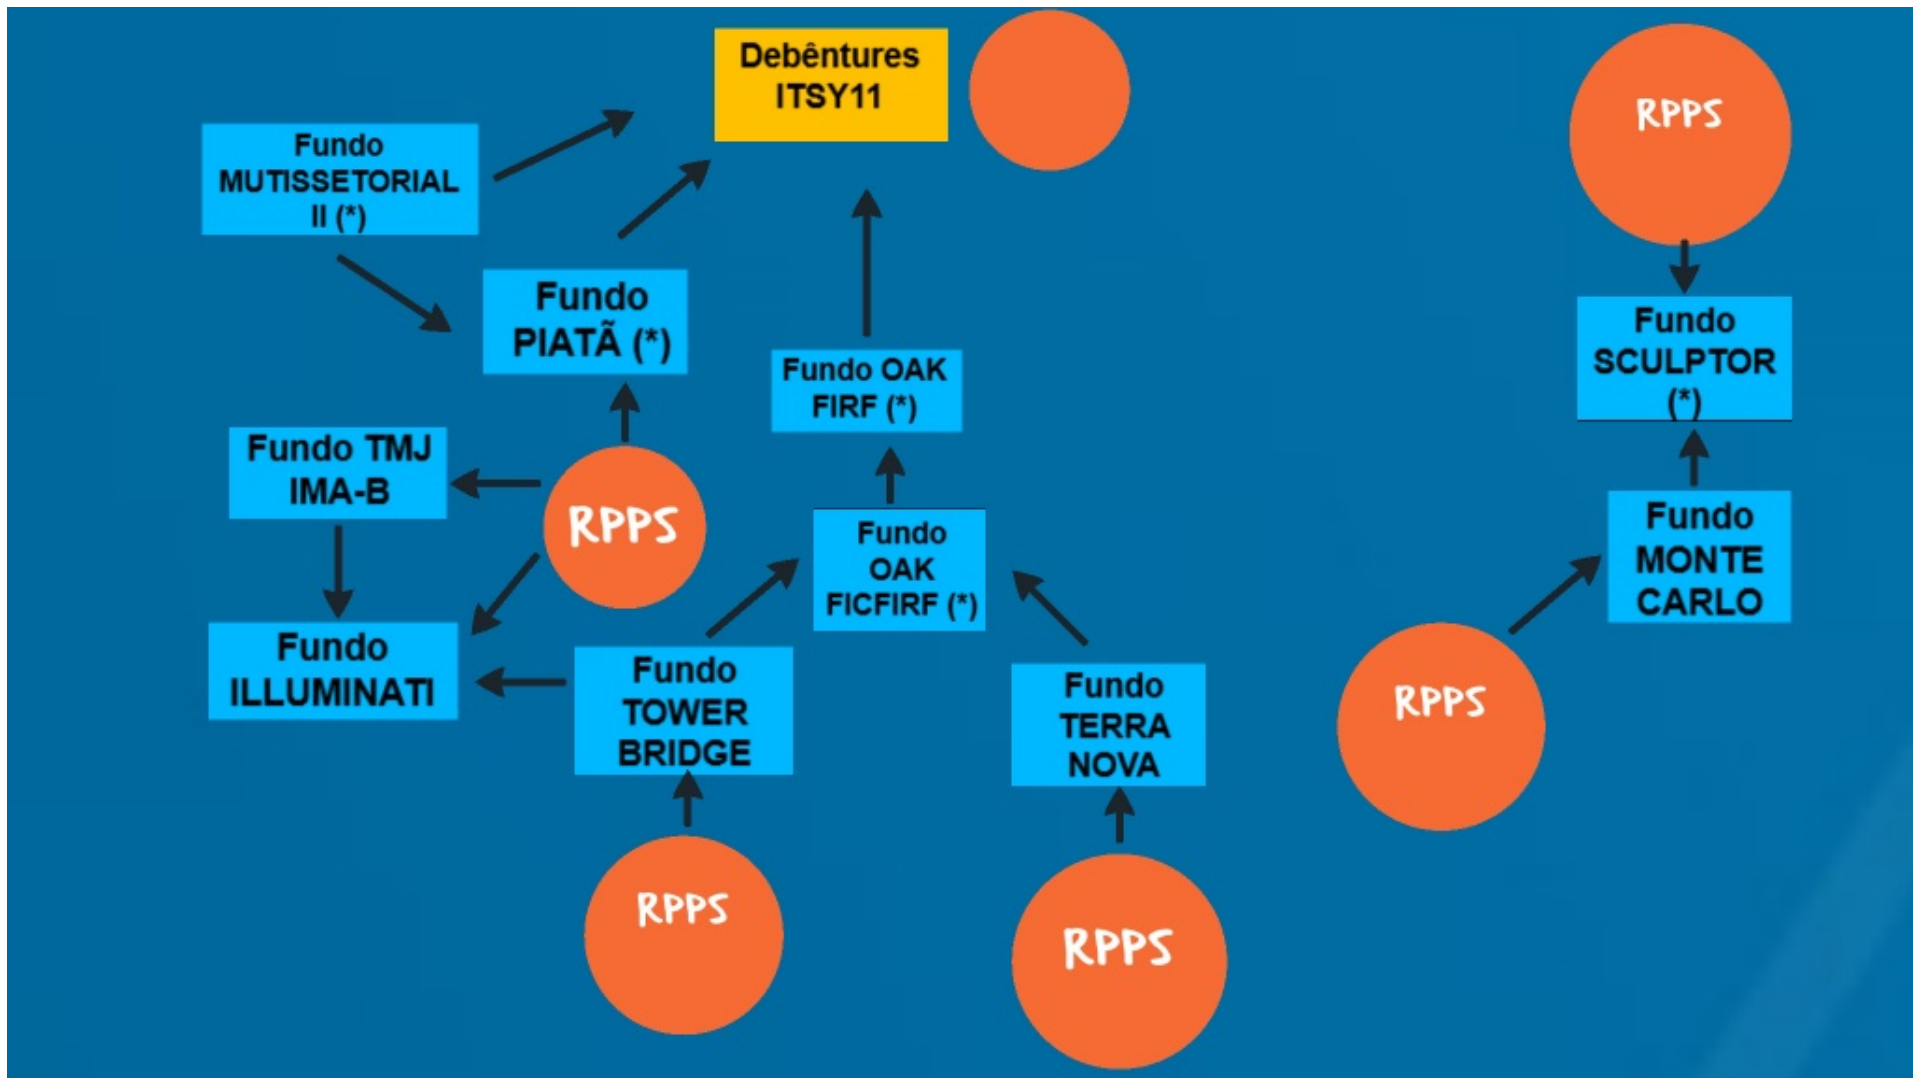 Debêntures
ITSY11
RPPS
Fundo
MUTISSETORIAL
II (*)
Fundo
PIATÃ (*)
Fundo
SCULPTOR
(*)
Fundo OAK
FIRF (*)
Fundo TMJ
IMA-B
RPPS
Fundo
OAK
FICFIRF (*)
Fundo
MONTE
CARLO
Fundo
ILLUMINATI
Fundo
TOWER
BRIDGE
Fundo
TERRA
NOVA
RPPS
RPPS
RPPS